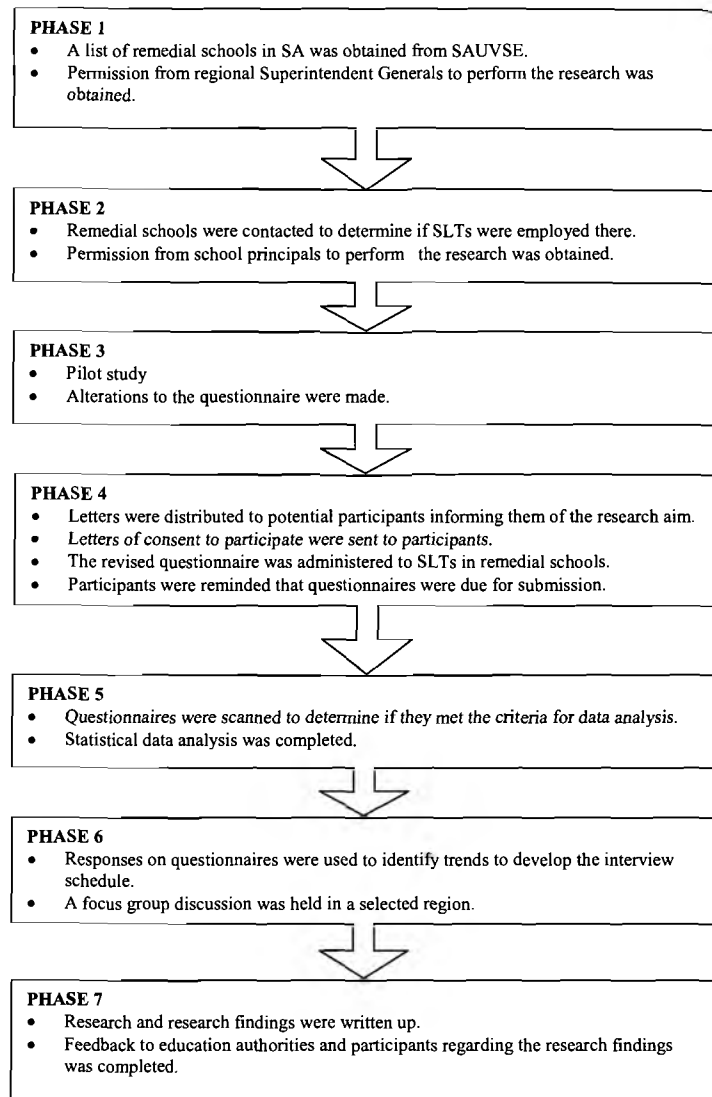 PHASE 1
• A list of remedial schools in SA was obtained from SAUVSE.
• Permission from regional Superintendent Generals to perform the research was
obtained.
PHASE 2
• Remedial schools were contacted to determine if SLTs were employed there.
• Permission from school principals to perform the research was obtained.
PHASE 3
• Pilot study
• Alterations to the questionnaire were made.
PHASE 4
• Letters were distributed to potential participants informing them of the research aim.
• Letters of consent to participate were sent to participants.
• The revised questionnaire was administered to SLTs in remedial schools.
• Participants were reminded that questionnaires were due for submission.
PHASE 5
• Questionnaires were scanned to determine if they met the criteria for data analysis.
• Statistical data analysis was completed.
PHASE 6
• Responses on questionnaires were used to identify trends to develop the interview
schedule.
• A focus group discussion was held in a selected region.
PHASE 7
• Research and research findings were written up.
• Feedback to education authorities and participants regarding the research findings
was completed.